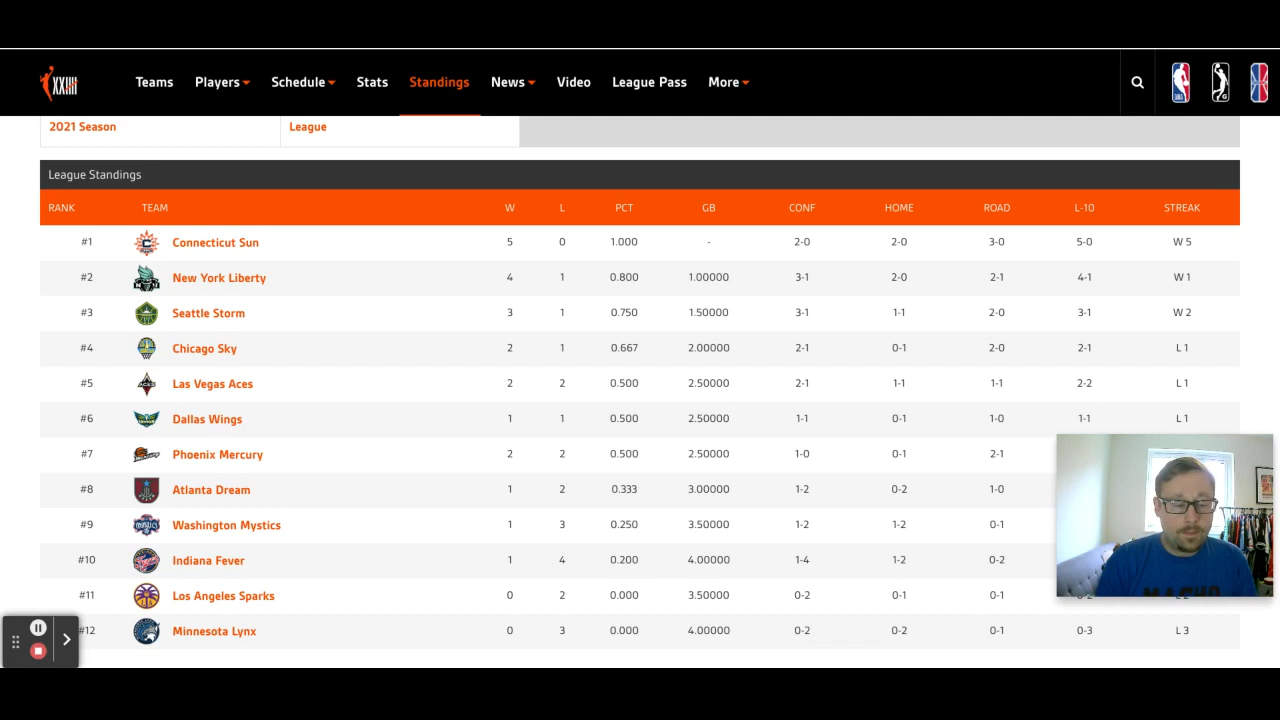 XXIIII Teams Players Schedule Stats Standings News Video League Pass More
2021 Season League
League Standings
RANK TEAM W L PCT GB CONF HOME ROAD L-10 STREAK
#1 Connecticut Sun 5 0 1.000 - 2-0 2-0 3-0 5-0 W 5
#2 New York Liberty 4 1 0.800 1.00000 3-1 2-0 2-1 4-1 W 1
#3 Seattle Storm 3 1 0.750 1.50000 3-1 1-1 2-0 3-1 W 2
#4 Chicago Sky 2 1 0.667 2.00000 2-1 0-1 2-0 2-1 L 1
#5 Las Vegas Aces 2 2 0.500 2.50000 2-1 1-1 1-1 2-2 L 1
#6 Dallas Wings 1 1 0.500 2.50000 1-1 0-1 1-0 1-1 L 1
#7 Phoenix Mercury 2 2 0.500 2.50000 1-0 0-1 2-1
#8 Atlanta Dream 1 2 0.333 3.00000 1-2 0-2 1-0
#9 Washington Mystics 1 3 0.250 3.50000 1-2 1-2 0-1
#10 Indiana Fever 1 4 0.200 4.00000 1-4 1-2 0-2
#11 Los Angeles Sparks 0 2 0.000 3.50000 0-2 0-1 0-1
#12 Minnesota Lynx 0 3 0.000 4.00000 0-2 0-2 0-1 0-3 L 3